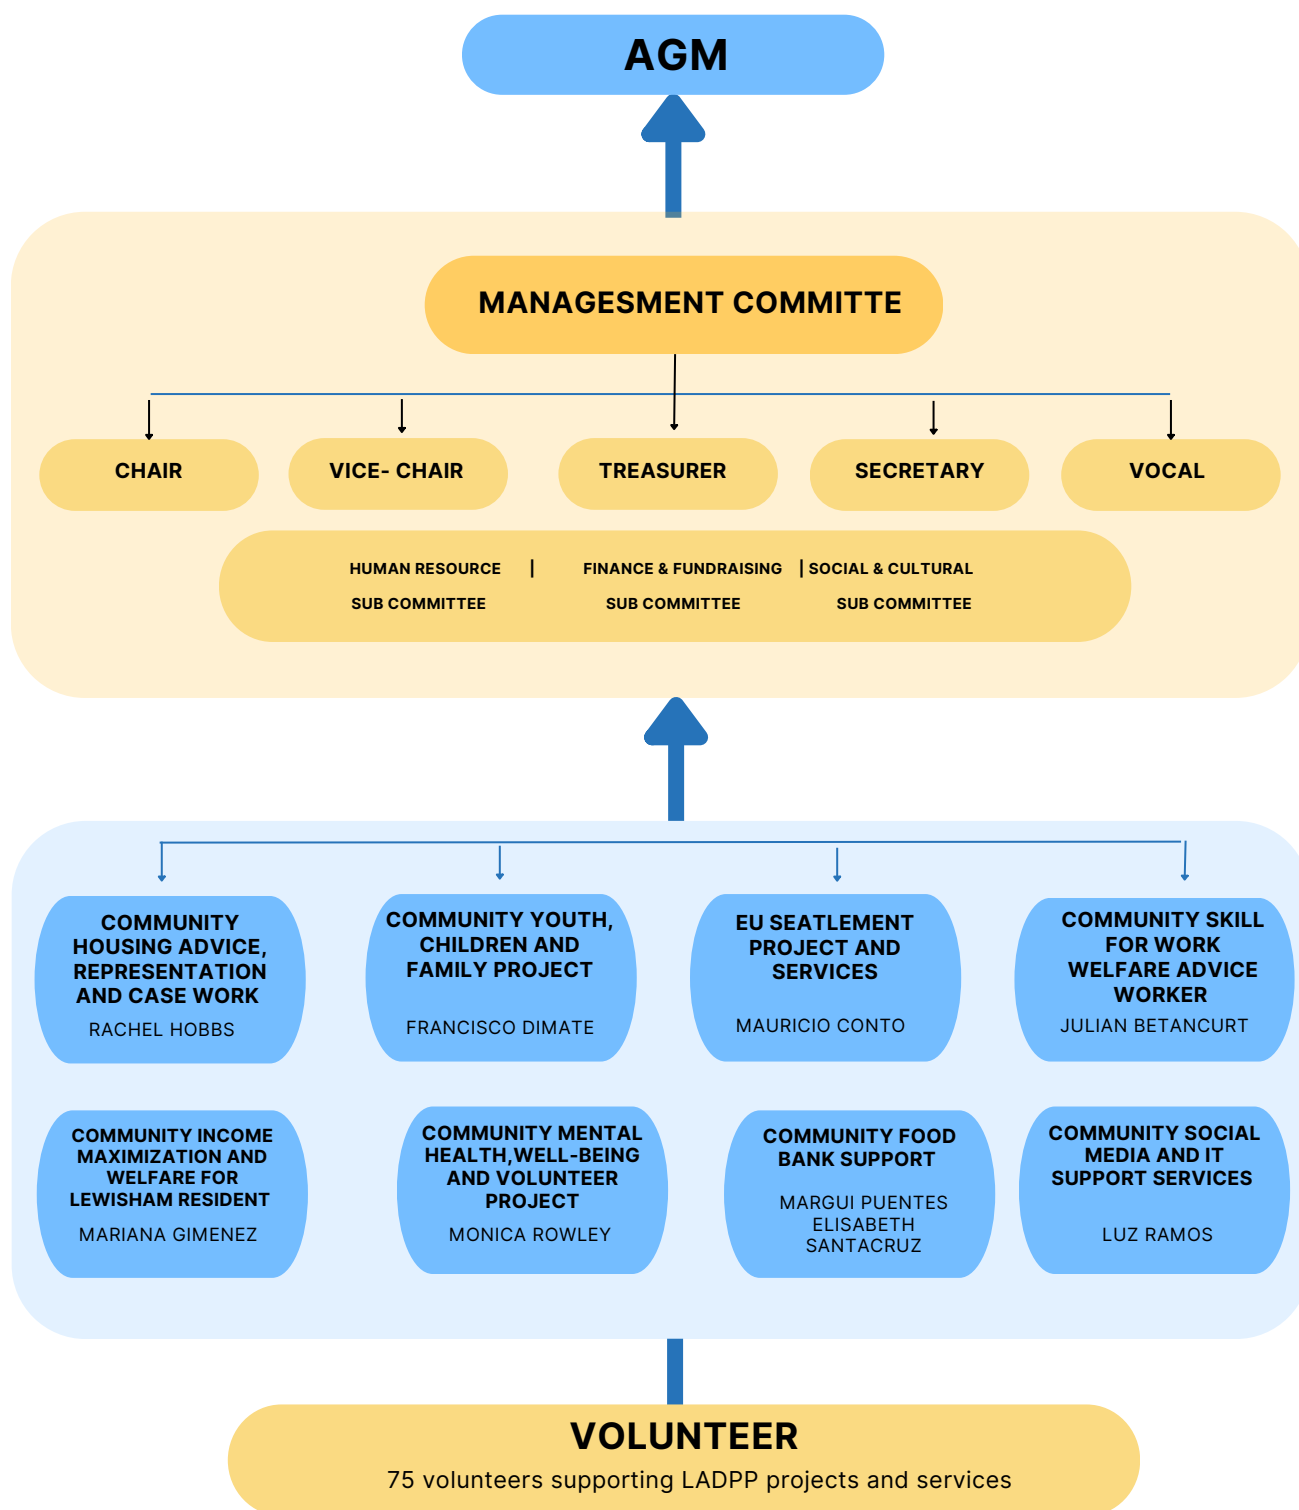 AGM
MANAGESMENT COMMITTE
CHAIR
VICE- CHAIR
TREASURER
SECRETARY
VOCAL
HUMAN RESOURCE | FINANCE & FUNDRAISING | SOCIAL & CULTURAL
SUB COMMITTEE SUB COMMITTEE SUB COMMITTEE
COMMUNITY
HOUSING ADVICE,
REPRESENTATION
AND CASE WORK
RACHEL HOBBS
COMMUNITY YOUTH,
CHILDREN AND
FAMILY PROJECT
FRANCISCO DIMATE
EU SEATLEMENT
PROJECT AND
SERVICES
MAURICIO CONTO
COMMUNITY SKILL
FOR WORK
WELFARE ADVICE
WORKER
JULIAN BETANCURT
COMMUNITY INCOME
MAXIMIZATION AND
WELFARE FOR
LEWISHAM RESIDENT
MARIANA GIMENEZ
COMMUNITY MENTAL
HEALTH,WELL-BEING
AND VOLUNTEER
PROJECT
MONICA ROWLEY
COMMUNITY FOOD
BANK SUPPORT
MARGUI PUENTES
ELISABETH
SANTACRUZ
COMMUNITY SOCIAL
MEDIA AND IT
SUPPORT SERVICES
LUZ RAMOS
VOLUNTEER
75 volunteers supporting LADPP projects and services